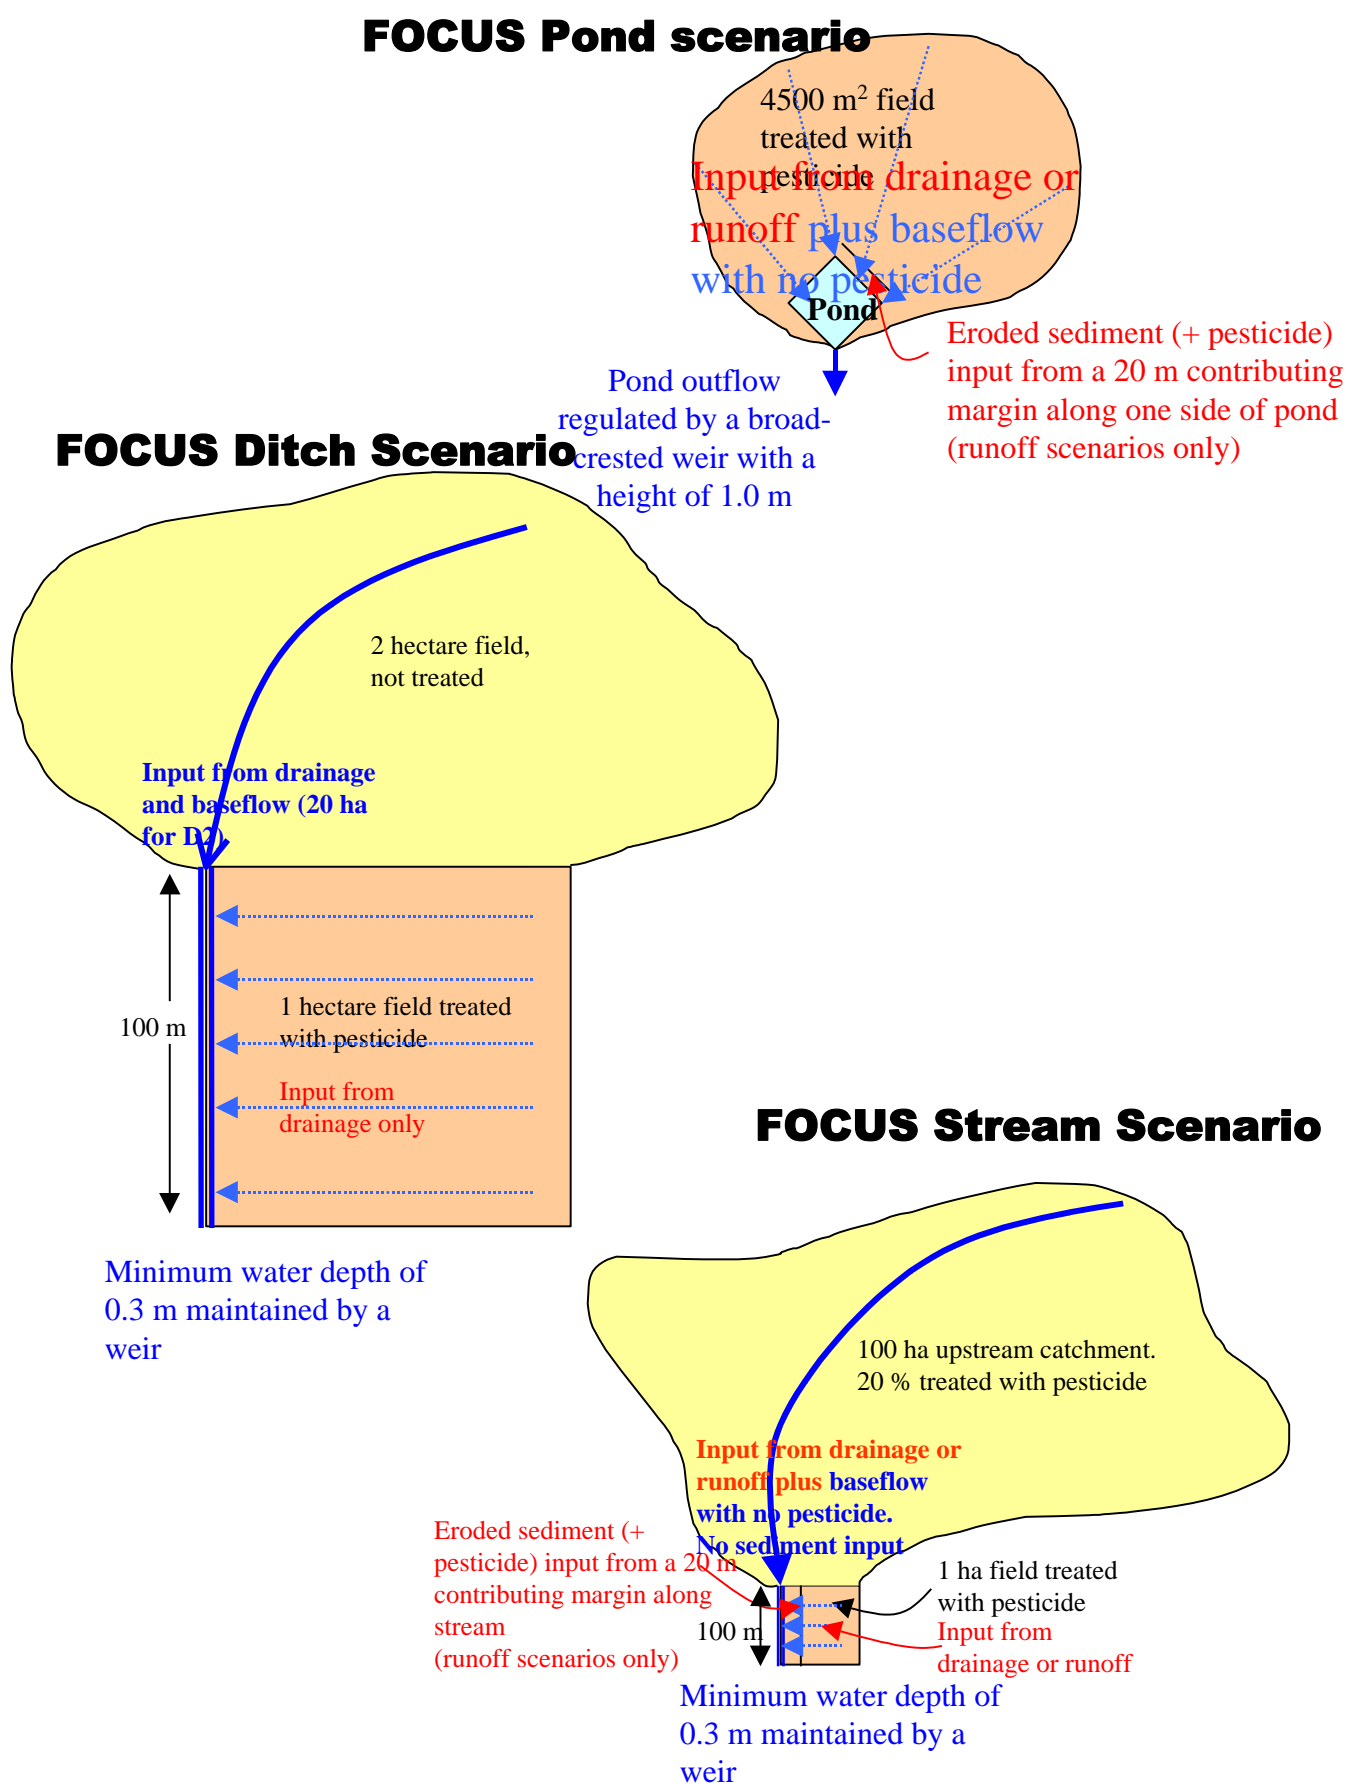 FOCUS Pond scenario
4500 m² field
treated with
pesticide
Input from drainage or
runoff plus baseflow
with no pesticide
Pond
Eroded sediment (+ pesticide)
input from a 20 m contributing
margin along one side of pond
(runoff scenarios only)
Pond outflow
regulated by a broad-
crested weir with a
height of 1.0 m
FOCUS Ditch Scenario
2 hectare field,
not treated
Input from drainage
and baseflow (20 ha
for D2)
100 m
1 hectare field treated
with pesticide
Input from
drainage only
Minimum water depth of
0.3 m maintained by a
weir
FOCUS Stream Scenario
100 ha upstream catchment.
20 % treated with pesticide
Input from drainage or
runoff plus baseflow
with no pesticide.
No sediment input
Eroded sediment (+
pesticide) input from a 20 m
contributing margin along
stream
(runoff scenarios only)
100 m
1 ha field treated
with pesticide
Input from
drainage or runoff
Minimum water depth of
0.3 m maintained by a
weir